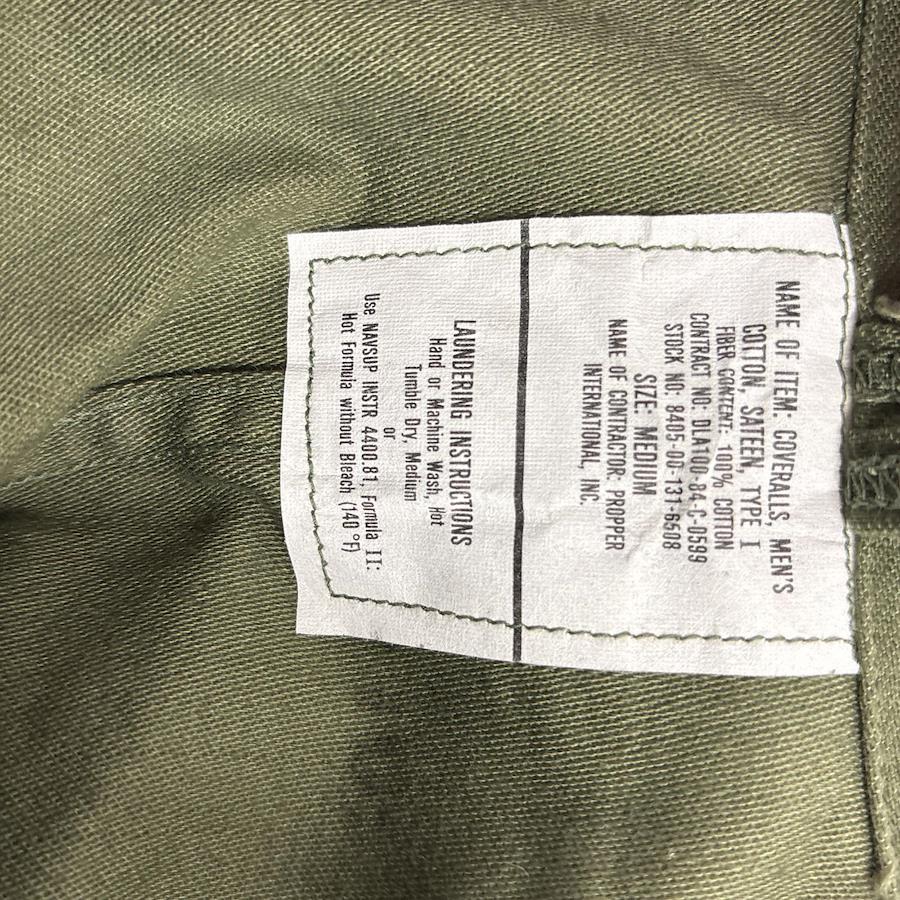 NAME OF ITEM: COVERALLS, MEN'S
COTTON, SATEEN, TYPE I
FIBER CONTENT: 100% COTTON
CONTRACT NO: DLA100-84-C-0599
STOCK NO: 8405-00-131-6508
SIZE: MEDIUM
NAME OF CONTRACTOR: PROPPER
INTERNATIONAL, INC.
LAUNDERING INSTRUCTIONS
Hand or Machine Wash, Hot
Tumble Dry, Medium
or
Use NAVSUP INSTR 4400.81, Formula II:
Hot Formula without Bleach (140 °F)